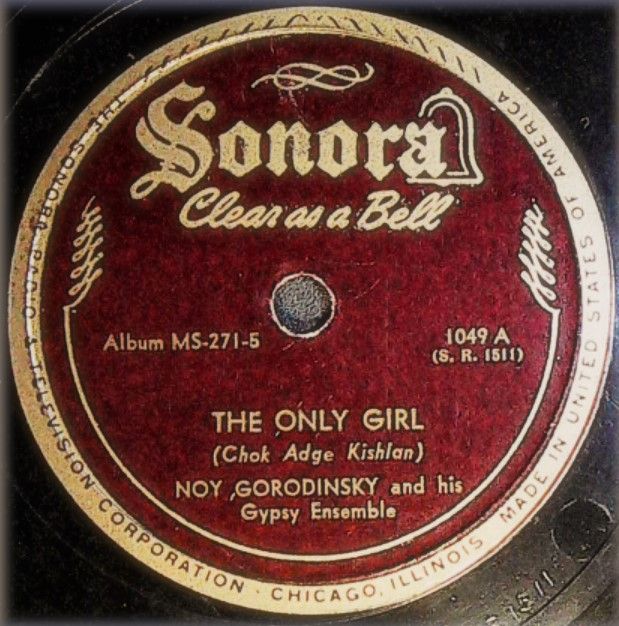 Sonora
Clear as a Bell
Album MS-271-5
1049 A
(S. R. 1511)
THE ONLY GIRL
(Chok Adge Kishlan)
NOY GORODINSKY and his
Gypsy Ensemble
THE SONORA RADIO & TELEVISION CORPORATION · CHICAGO, ILLINOIS
MADE IN UNITED STATES OF AMERICA
1511